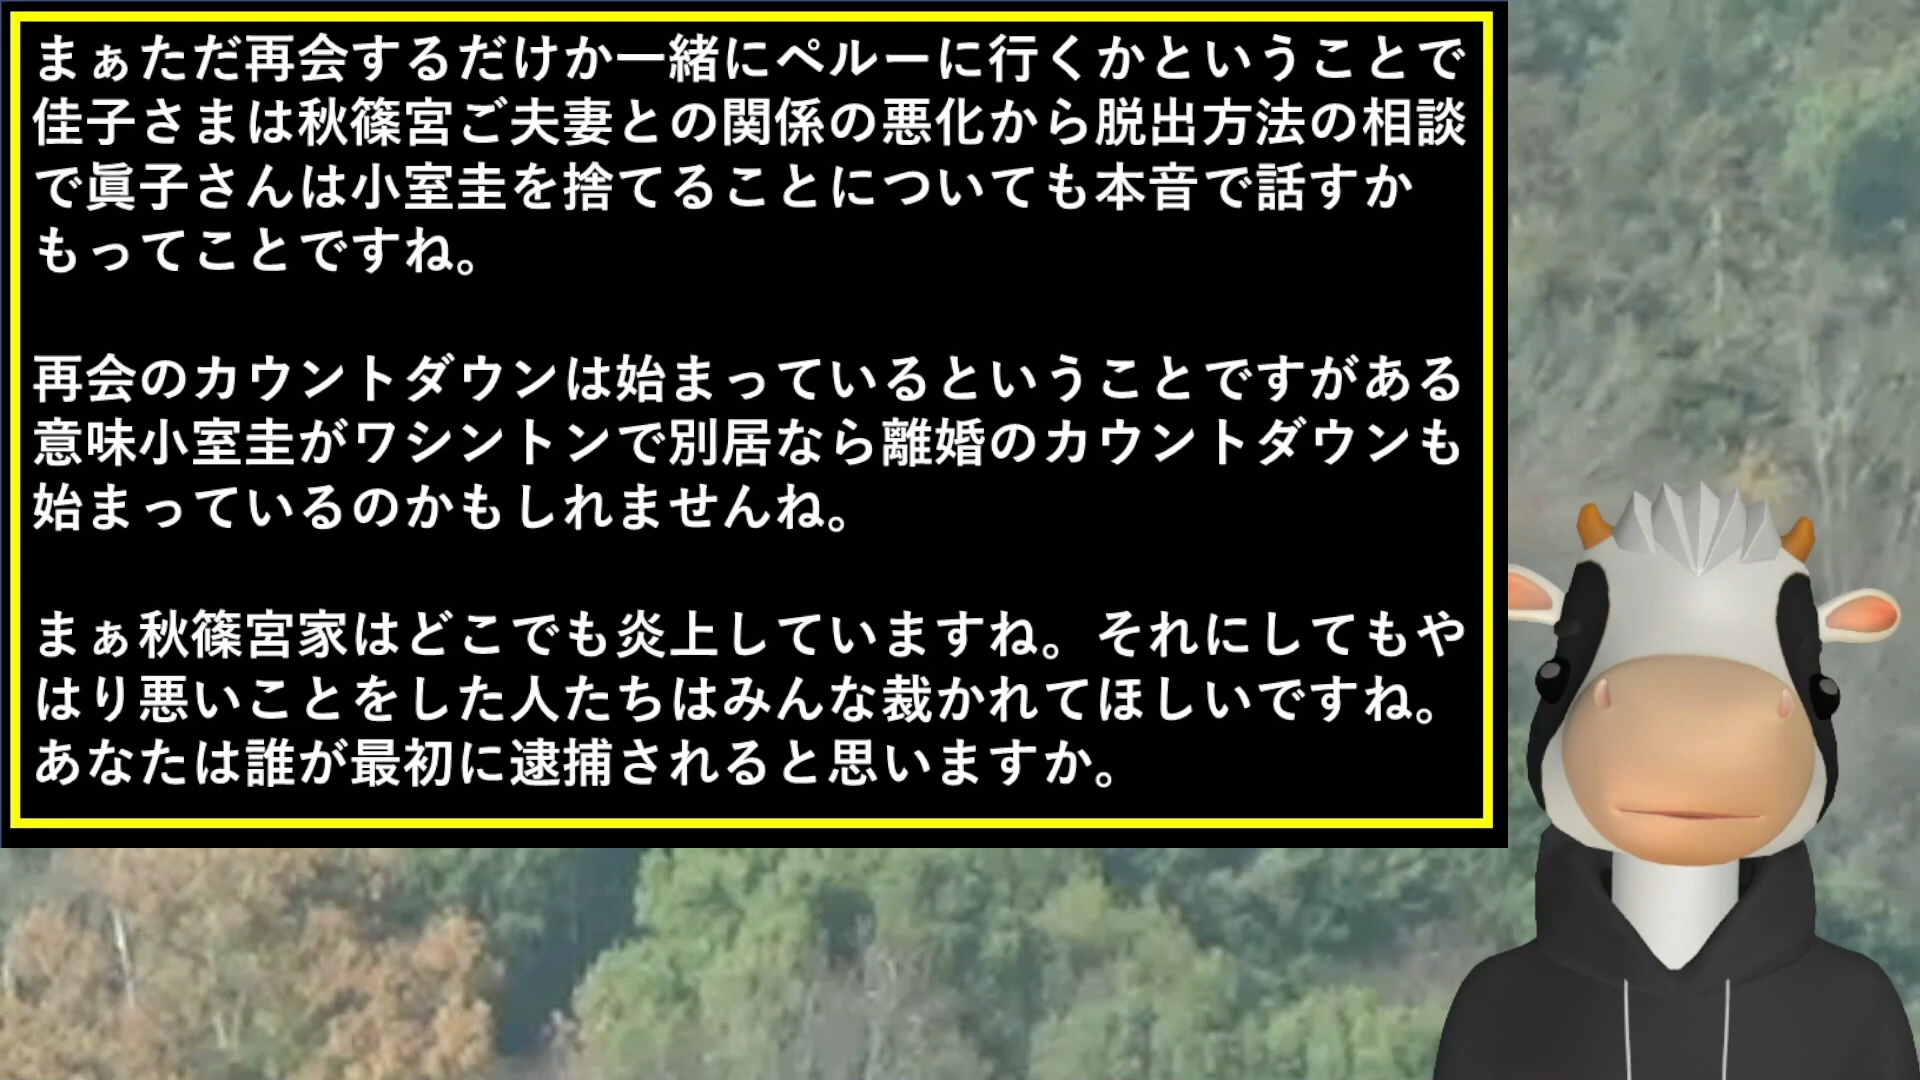 まぁただ再会するだけか一緒にペルーに行くかということで
佳子さまは秋篠宮ご夫妻との関係の悪化から脱出方法の相談
で眞子さんは小室圭を捨てることについても本音で話すか
もってことですね。
再会のカウントダウンは始まっているということですがある
意味小室圭がワシントンで別居なら離婚のカウントダウンも
始まっているのかもしれませんね。
まぁ秋篠宮家はどこでも炎上していますね。それにしてもや
はり悪いことをした人たちはみんな裁かれてほしいですね。
あなたは誰が最初に逮捕されると思いますか。